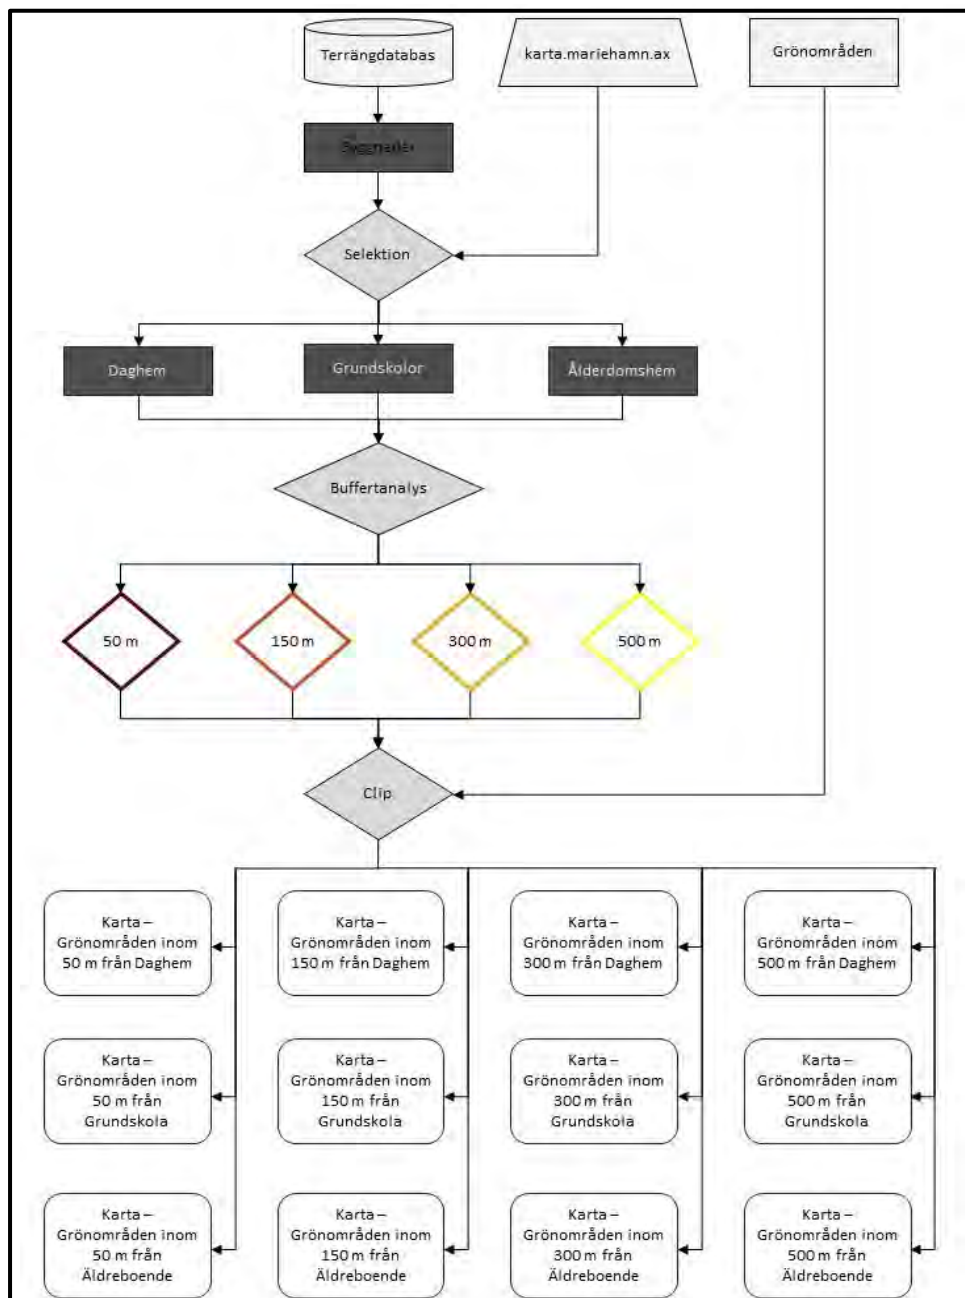 Terrängdatabas
karta.mariehamn.ax
Grönområden
Byggnader
Selektion
Daghem
Grundskolor
Ålderdomshem
Buffertanalys
50 m
150 m
300 m
500 m
Clip
Karta –
Grönområden inom
50 m från Daghem
Karta –
Grönområden inom
150 m från Daghem
Karta –
Grönområden inom
300 m från Daghem
Karta –
Grönområden inom
500 m från Daghem
Karta –
Grönområden inom
50 m från
Grundskola
Karta –
Grönområden inom
150 m från
Grundskola
Karta –
Grönområden inom
300 m från
Grundskola
Karta –
Grönområden inom
500 m från
Grundskola
Karta –
Grönområden inom
50 m från
Äldreboende
Karta –
Grönområden inom
150 m från
Äldreboende
Karta –
Grönområden inom
300 m från
Äldreboende
Karta –
Grönområden inom
500 m från
Äldreboende